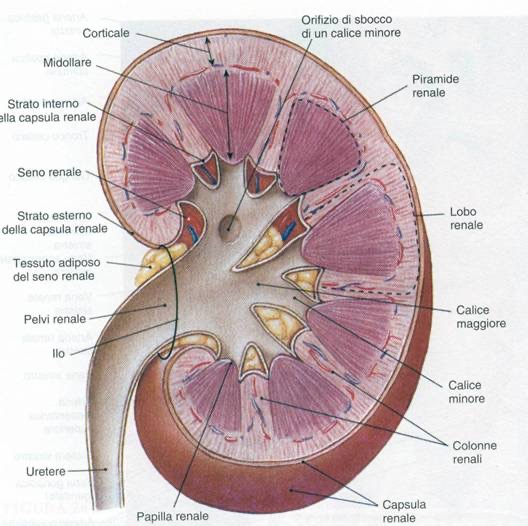 Corticale
Orifizio di sbocco
di un calice minore
Midollare
Piramide
renale
Strato interno
della capsula renale
Seno renale
Strato esterno
della capsula renale
Lobo
renale
Tessuto adiposo
del seno renale
Pelvi renale
Calice
maggiore
Ilo
Calice
minore
Colonne
renali
Uretere
Papilla renale
Capsula
renale